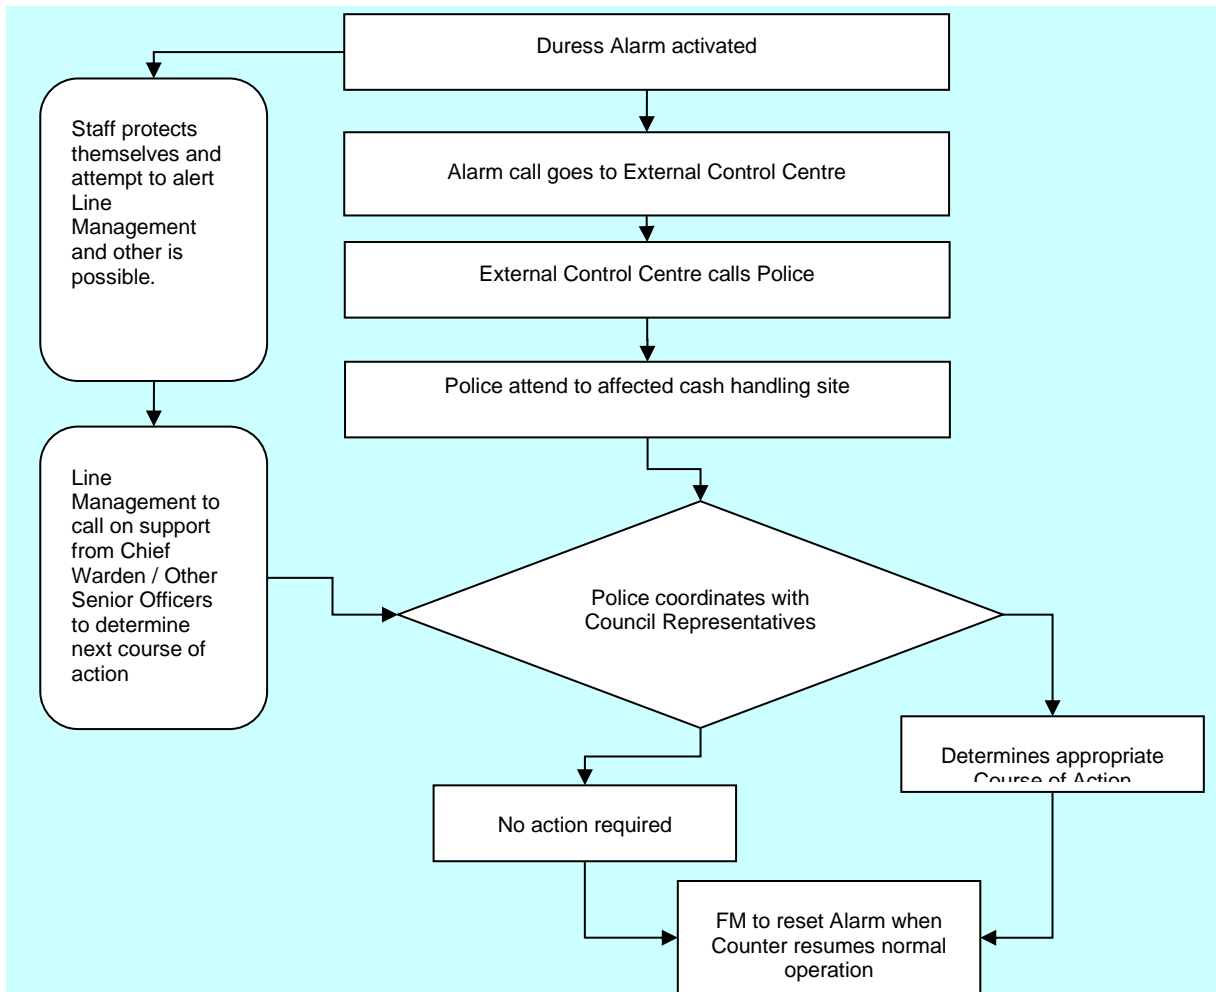 Duress Alarm activated
Staff protects
themselves and
attempt to alert
Line
Management
and other is
possible.
Alarm call goes to External Control Centre
External Control Centre calls Police
Police attend to affected cash handling site
Line
Management to
call on support
from Chief
Warden / Other
Senior Officers
to determine
next course of
action
Police coordinates with
Council Representatives
Determines appropriate
Course of Action
No action required
FM to reset Alarm when
Counter resumes normal
operation